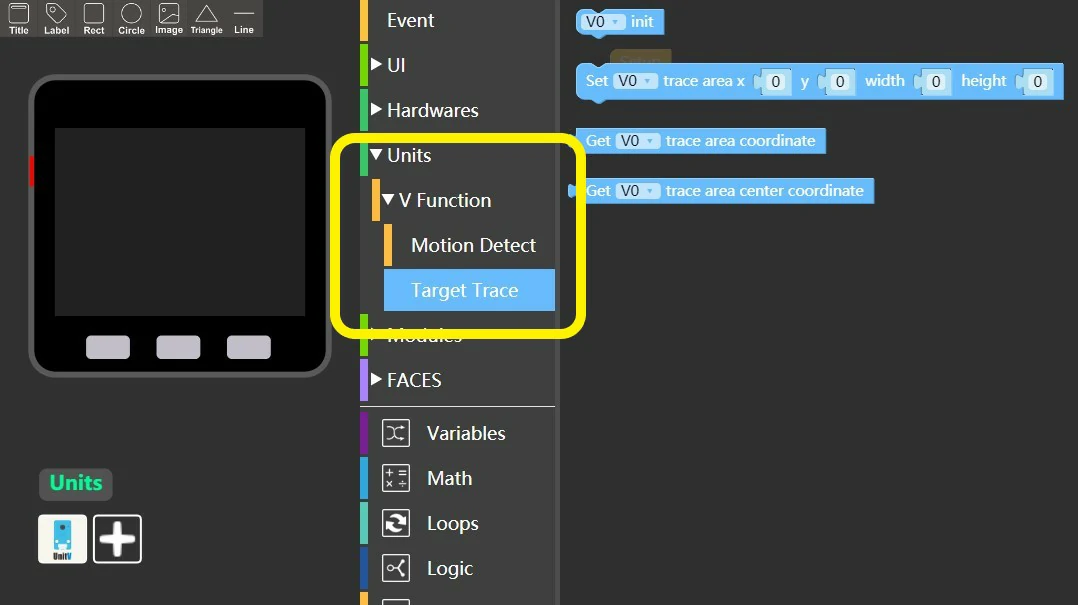 Title Label Rect Circle Image Triangle Line
Event
UI
Hardwares
Units
V Function
Motion Detect
Target Trace
Modules
FACES
Variables
Math
Loops
Logic
V0 init
Setup
Set V0 trace area x 0 y 0 width 0 height 0
Get V0 trace area coordinate
Get V0 trace area center coordinate
Units
UnitV